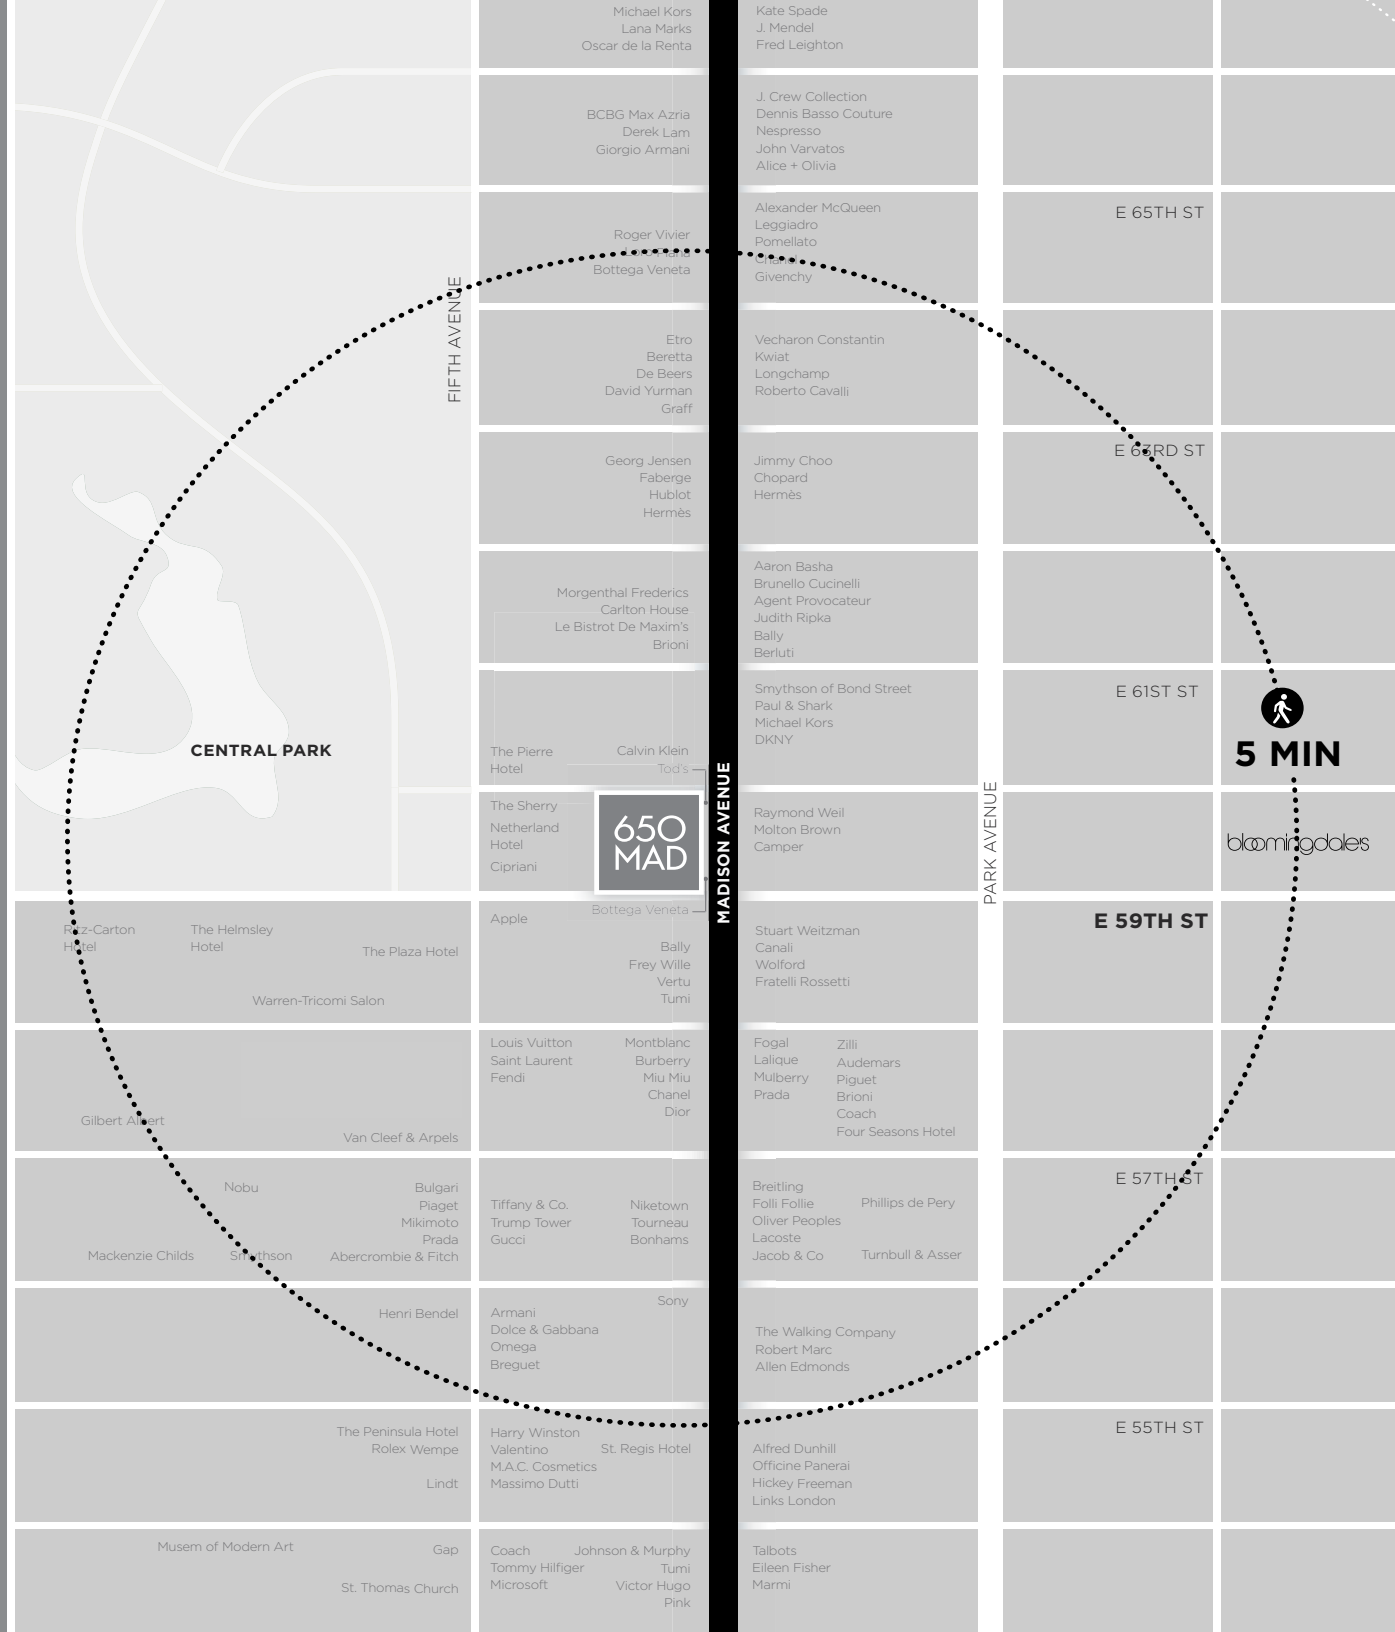 Michael Kors
Lana Marks
Oscar de la Renta
Kate Spade
J. Mendel
Fred Leighton
BCBG Max Azria
Derek Lam
Giorgio Armani
J. Crew Collection
Dennis Basso Couture
Nespresso
John Varvatos
Alice + Olivia
Roger Vivier
Loro Piana
Bottega Veneta
Alexander McQueen
Leggiadro
Pomellato
Chanel
Givenchy
E 65TH ST
FIFTH AVENUE
Etro
Beretta
De Beers
David Yurman
Graff
Vecharon Constantin
Kwiat
Longchamp
Roberto Cavalli
Georg Jensen
Faberge
Hublot
Hermès
Jimmy Choo
Chopard
Hermès
E 63RD ST
Morgenthal Frederics
Carlton House
Le Bistrot De Maxim's
Brioni
Aaron Basha
Brunello Cucinelli
Agent Provocateur
Judith Ripka
Bally
Berluti
CENTRAL PARK
The Pierre
Hotel
Calvin Klein
Tod's
Smythson of Bond Street
Paul & Shark
Michael Kors
DKNY
E 61ST ST
5 MIN
The Sherry
Netherland
Hotel
Cipriani
650
MAD
MADISON AVENUE
Raymond Weil
Molton Brown
Camper
PARK AVENUE
bloomingdale's
Ritz-Carton
Hotel
The Helmsley
Hotel
The Plaza Hotel
Warren-Tricomi Salon
Apple
Bottega Veneta
Bally
Frey Wille
Vertu
Tumi
Stuart Weitzman
Canali
Wolford
Fratelli Rossetti
E 59TH ST
Gilbert Albert
Van Cleef & Arpels
Louis Vuitton
Saint Laurent
Fendi
Montblanc
Burberry
Miu Miu
Chanel
Dior
Fogal
Lalique
Mulberry
Prada
Zilli
Audemars
Piguet
Brioni
Coach
Four Seasons Hotel
Nobu
Mackenzie Childs
Smythson
Bulgari
Piaget
Mikimoto
Prada
Abercrombie & Fitch
Tiffany & Co.
Trump Tower
Gucci
Niketown
Tourneau
Bonhams
Breitling
Folli Follie
Oliver Peoples
Lacoste
Jacob & Co
Phillips de Pery
Turnbull & Asser
E 57TH ST
Henri Bendel
Sony
Armani
Dolce & Gabbana
Omega
Breguet
The Walking Company
Robert Marc
Allen Edmonds
The Peninsula Hotel
Rolex Wempe
Lindt
Harry Winston
Valentino
M.A.C. Cosmetics
Massimo Dutti
St. Regis Hotel
Alfred Dunhill
Officine Panerai
Hickey Freeman
Links London
E 55TH ST
Musem of Modern Art
Gap
St. Thomas Church
Coach
Tommy Hilfiger
Microsoft
Johnson & Murphy
Tumi
Victor Hugo
Pink
Talbots
Eileen Fisher
Marmi